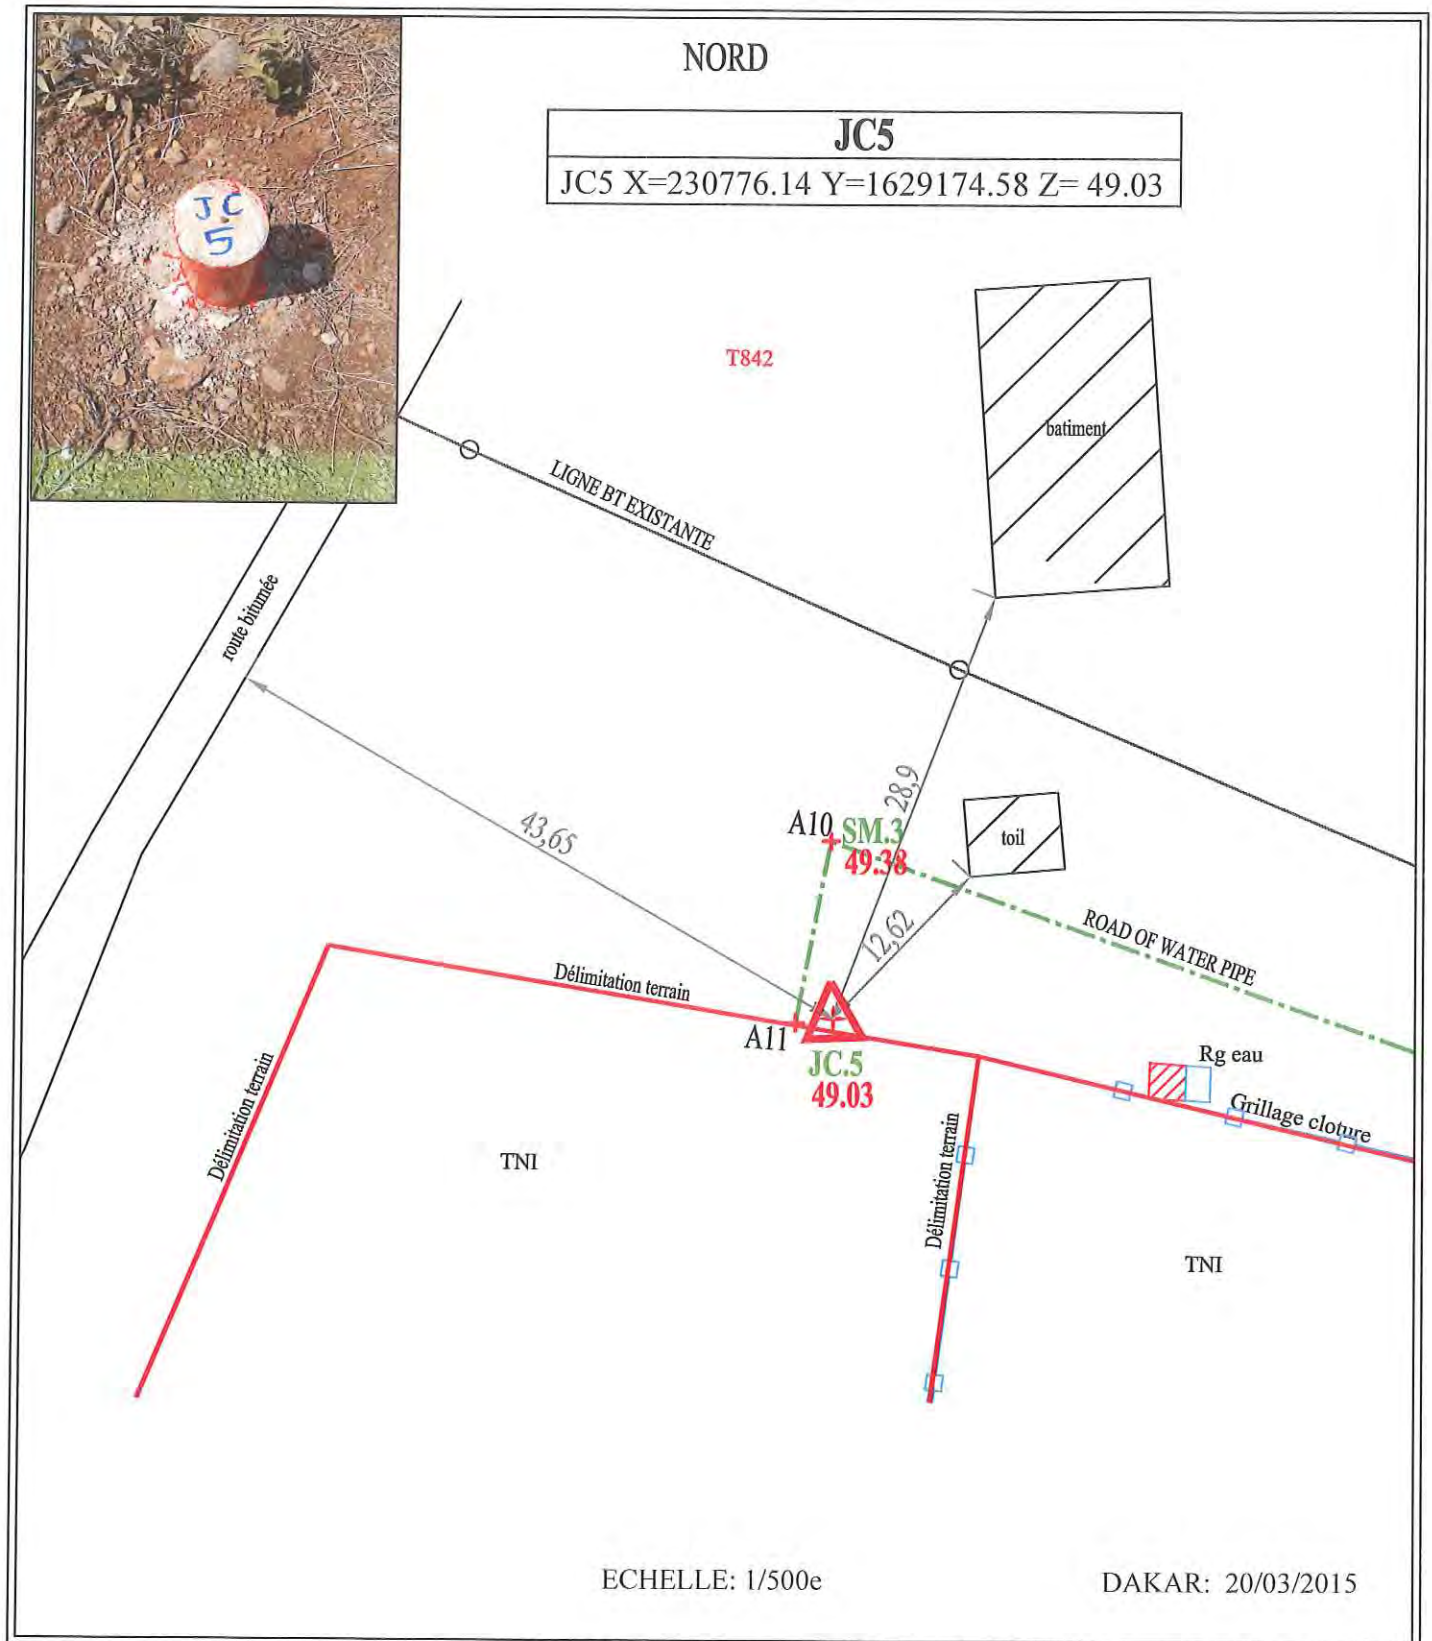 NORD
JC5
JC5 X=230776.14 Y=1629174.58 Z= 49.03
JC
5
T842
batiment
LIGNE BT EXISTANTE
route bitumée
28,9
43,65
A10
SM.3
49.38
toil
12,62
ROAD OF WATER PIPE
Délimitation terrain
A11
JC.5
49.03
Rg eau
Grillage cloture
Délimitation terrain
Délimitation terrain
TNI
TNI
ECHELLE: 1/500e
DAKAR: 20/03/2015